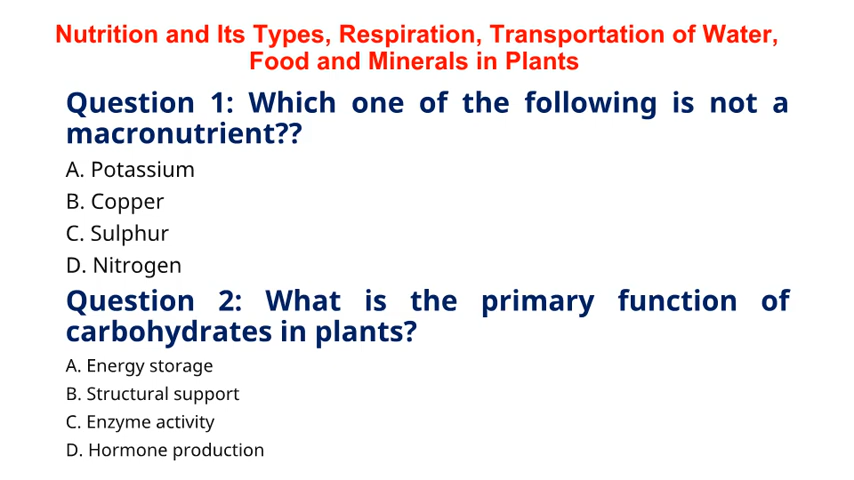 Nutrition and Its Types, Respiration, Transportation of Water,
Food and Minerals in Plants
Question 1: Which one of the following is not a
macronutrient??
A. Potassium
B. Copper
C. Sulphur
D. Nitrogen
Question 2: What is the primary function of
carbohydrates in plants?
A. Energy storage
B. Structural support
C. Enzyme activity
D. Hormone production